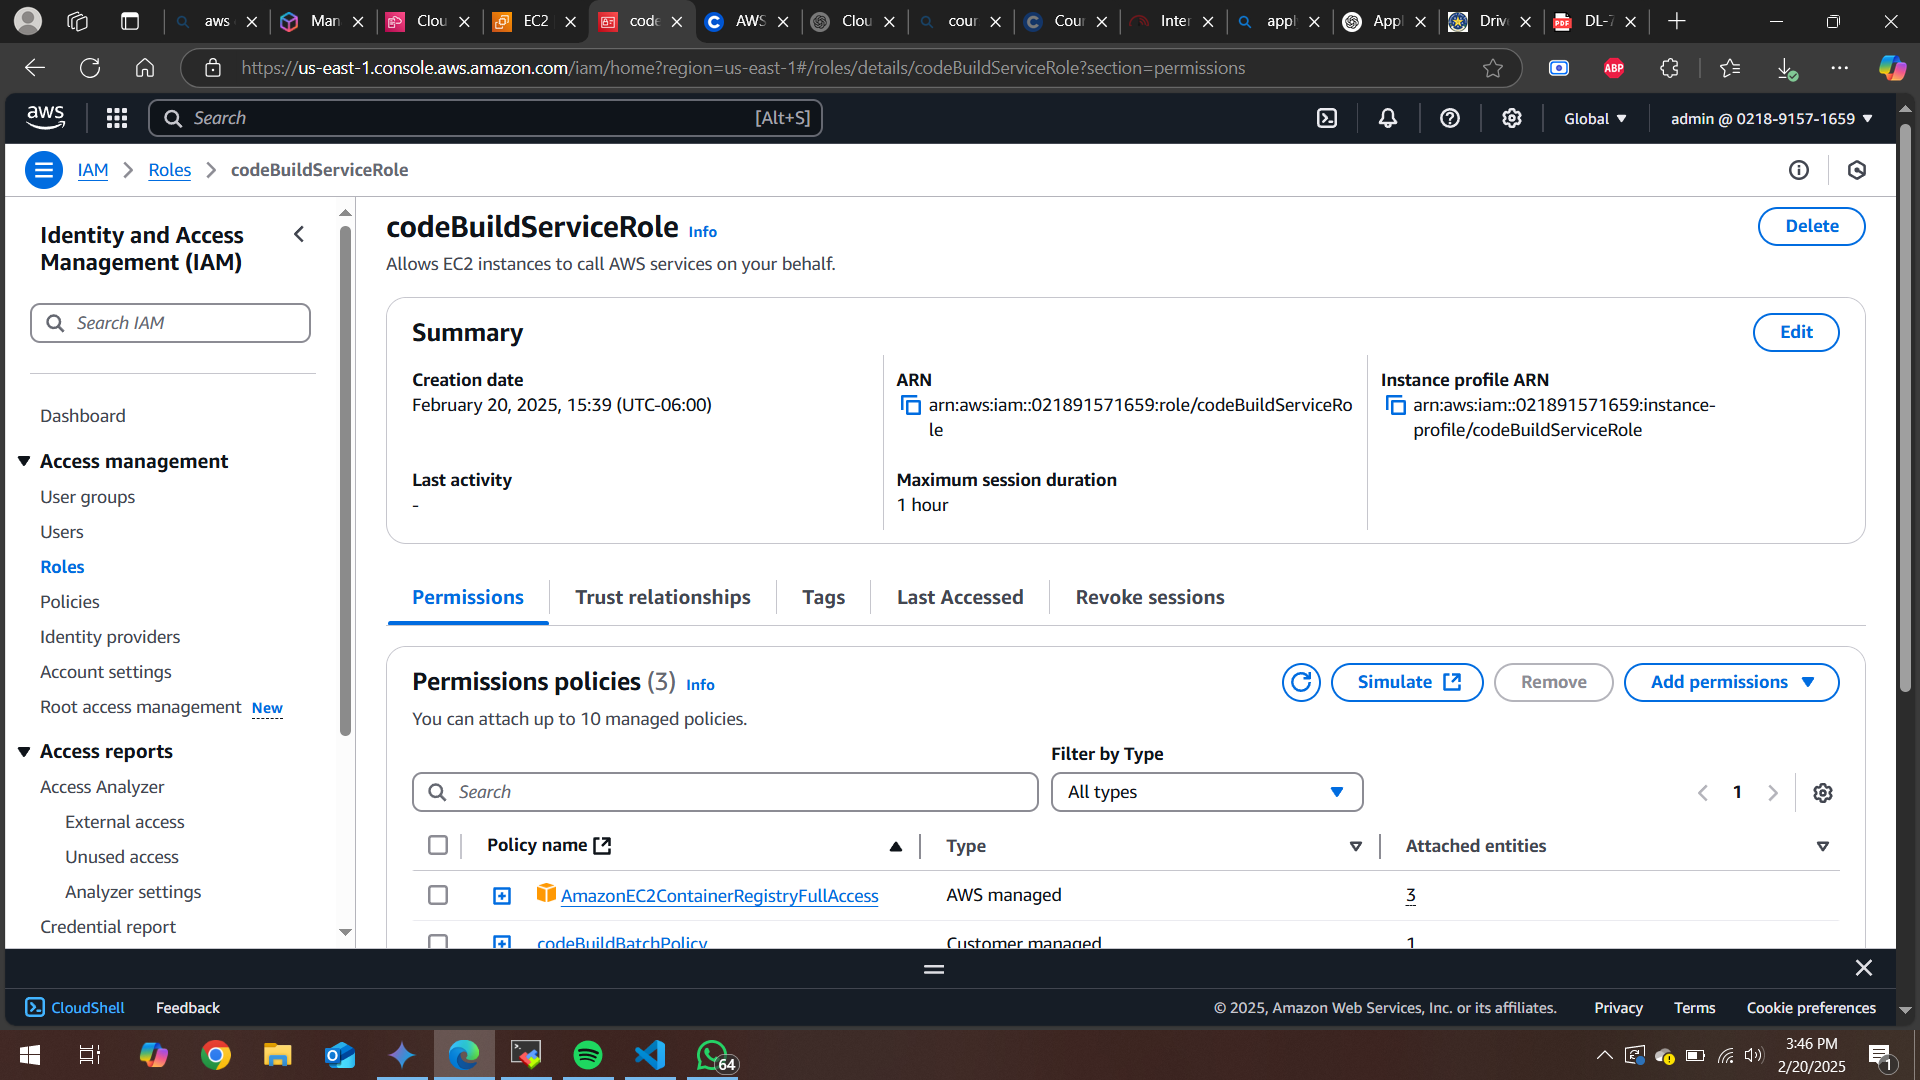 aws
Man
Clou
EC2
code
AWS
Clou
cour
Cour
Inter
appl
Appl
Driv
DL-7
https://us-east-1.console.aws.amazon.com/iam/home?region=us-east-1#/roles/details/codeBuildServiceRole?section=permissions
ABP
aws
Search
[Alt+S]
Global
admin @ 0218-9157-1659
IAM
Roles
codeBuildServiceRole
Identity and Access
Management (IAM)
Search IAM
Dashboard
Access management
User groups
Users
Roles
Policies
Identity providers
Account settings
Root access management New
Access reports
Access Analyzer
External access
Unused access
Analyzer settings
Credential report
codeBuildServiceRole Info
Delete
Allows EC2 instances to call AWS services on your behalf.
Summary
Edit
Creation date
February 20, 2025, 15:39 (UTC-06:00)
ARN
arn:aws:iam::021891571659:role/codeBuildServiceRo
le
Instance profile ARN
arn:aws:iam::021891571659:instance-
profile/codeBuildServiceRole
Last activity
-
Maximum session duration
1 hour
Permissions
Trust relationships
Tags
Last Accessed
Revoke sessions
Permissions policies (3) Info
Simulate
Remove
Add permissions
You can attach up to 10 managed policies.
Filter by Type
Search
All types
1
Policy name
Type
Attached entities
AmazonEC2ContainerRegistryFullAccess
AWS managed
3
codeBuildBatchPolicy
Customer managed
1
CloudShell
Feedback
© 2025, Amazon Web Services, Inc. or its affiliates.
Privacy
Terms
Cookie preferences
64
3:46 PM
2/20/2025
1